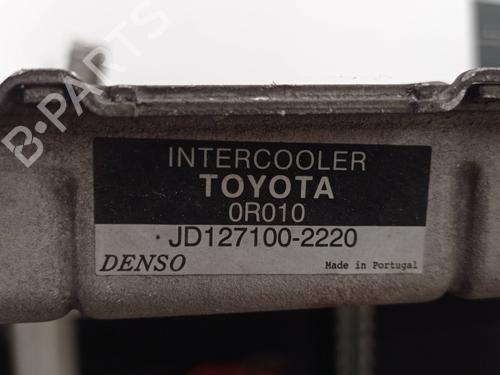 B-PARTS
INTERCOOLER
TOYOTA
0R010
JD127100-2220
DENSO Made in Portugal